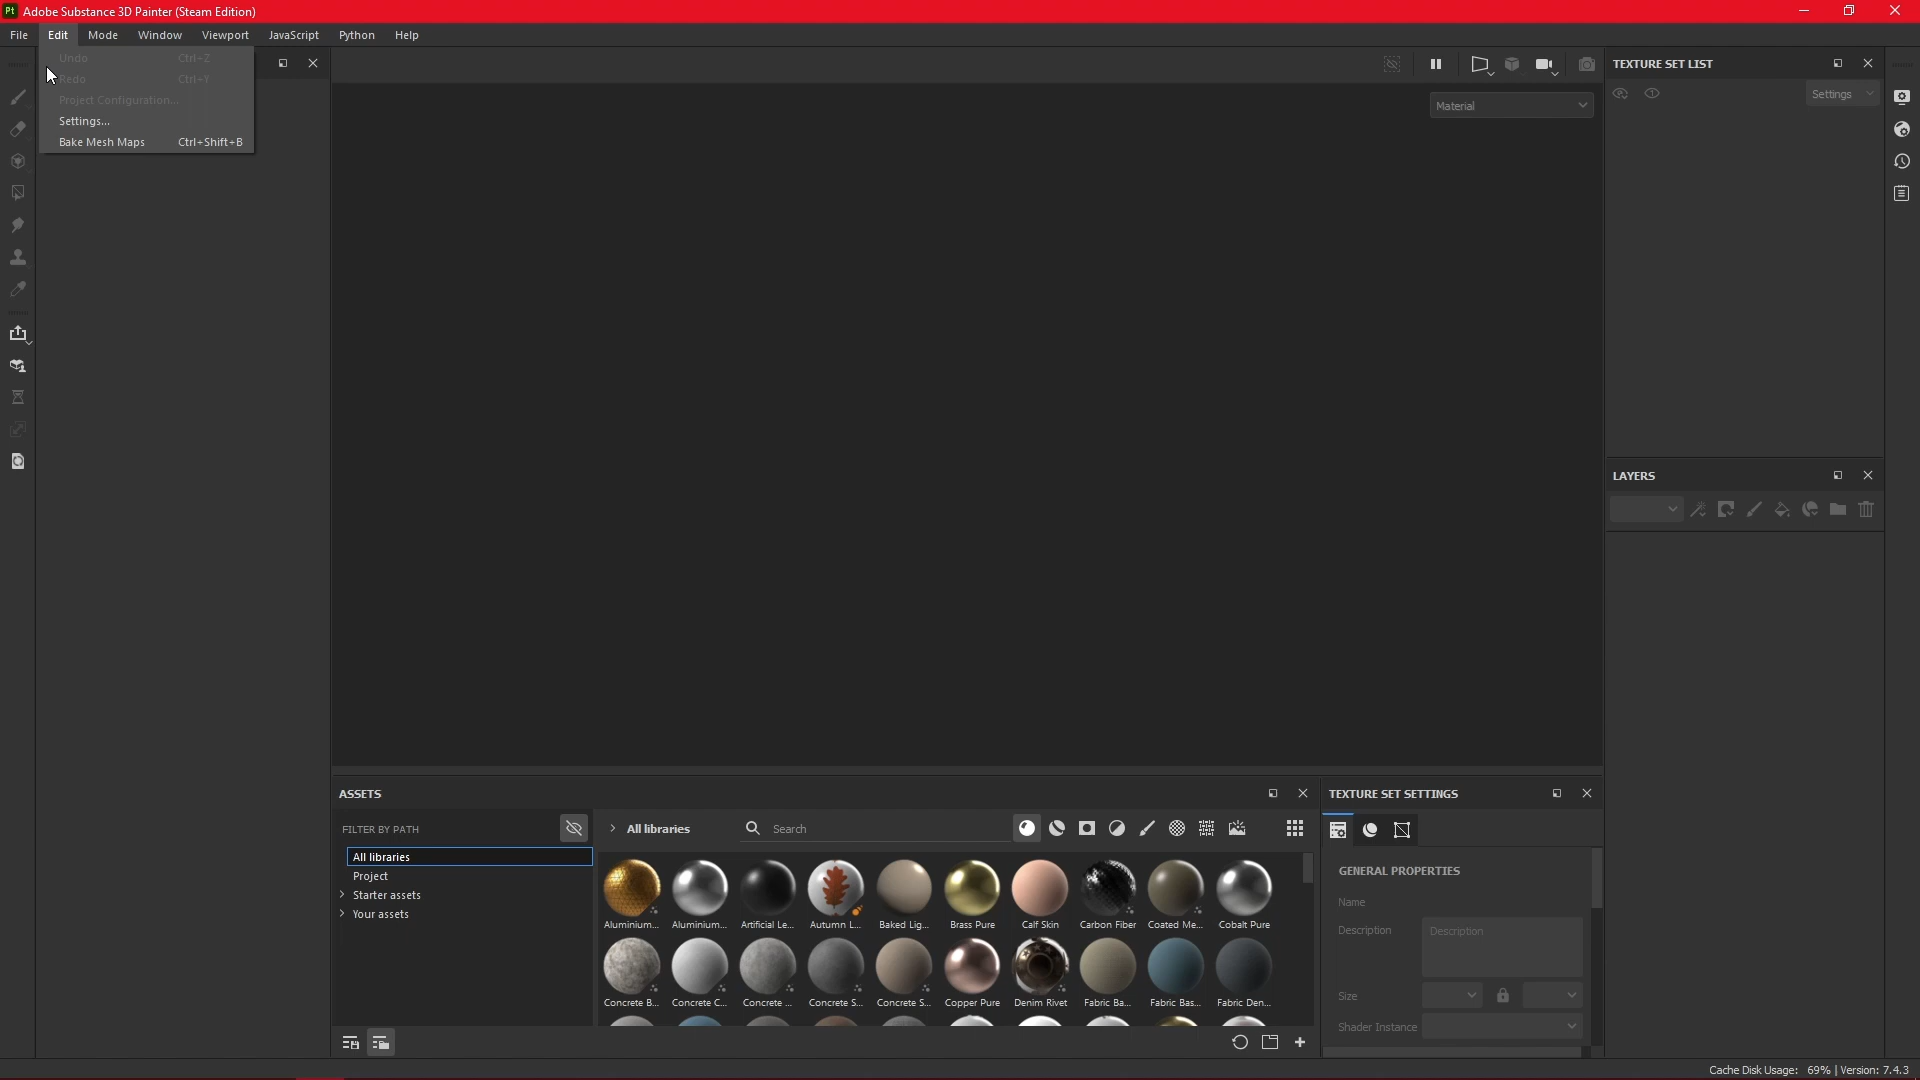 Pt Adobe Substance 3D Painter (Steam Edition)
File Edit Mode Window Viewport JavaScript Python Help
Undo Ctrl+Z
Redo Ctrl+Y
Project Configuration...
Settings...
Bake Mesh Maps Ctrl+Shift+B
Material
TEXTURE SET LIST
Settings
LAYERS
ASSETS
FILTER BY PATH
All libraries
Project
Starter assets
Your assets
All libraries
Search
Aluminium... Aluminium... Artificial Le... Autumn L... Baked Lig... Brass Pure Calf Skin Carbon Fiber Coated Me... Cobalt Pure
Concrete B... Concrete C... Concrete ... Concrete S... Concrete S... Copper Pure Denim Rivet Fabric Ba... Fabric Bas... Fabric Den...
TEXTURE SET SETTINGS
GENERAL PROPERTIES
Name
Description Description
Size
Shader Instance
Cache Disk Usage: 69% | Version: 7.4.3